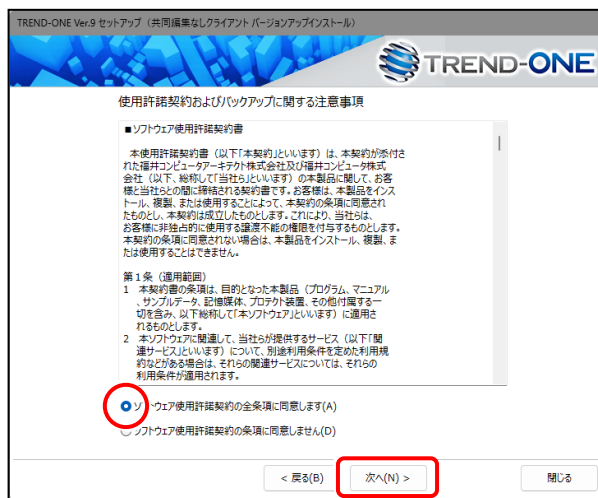 TREND-ONE Ver.9 セットアップ（共同編集なしクライアント バージョンアップインストール）
TREND-ONE
使用許諾契約およびバックアップに関する注意事項
■ソフトウェア使用許諾契約書
本使用許諾契約書（以下「本契約」といいます）は、本契約が添付さ
れた福井コンピュータアーキテクト株式会社及び福井コンピュータ株式
会社（以下、総称して「当社ら」といいます）の本製品に関して、お客
様と当社らとの間に締結される契約書です。お客様は、本製品をインス
トール、複製、または使用することによって、本契約の条項に同意され
たものとし、本契約は成立したものとします。これにより、当社らは、
お客様に非独占的に使用する譲渡不能の権限を付与するものとします。
本契約の条項に同意されない場合は、本製品をインストール、複製、ま
たは使用することはできません。
第１条（適用範囲）
1 本契約書の条項は、目的となった本製品（プログラム、マニュアル
、サンプルデータ、記憶媒体、プロテクト装置、その他付属する一
切を含み、以下総称して「本ソフトウェア」といいます）に適用さ
れるものとします。
2 本ソフトウェアに関連して、当社らが提供するサービス（以下「関
連サービス」といいます）について、別途利用条件を定めた利用規
約などがある場合は、それらの関連サービスについては、それらの
利用条件が適用されます。
ソフトウェア使用許諾契約の全条項に同意します(A)
ソフトウェア使用許諾契約の条項に同意しません(D)
< 戻る(B) 次へ(N) > 閉じる